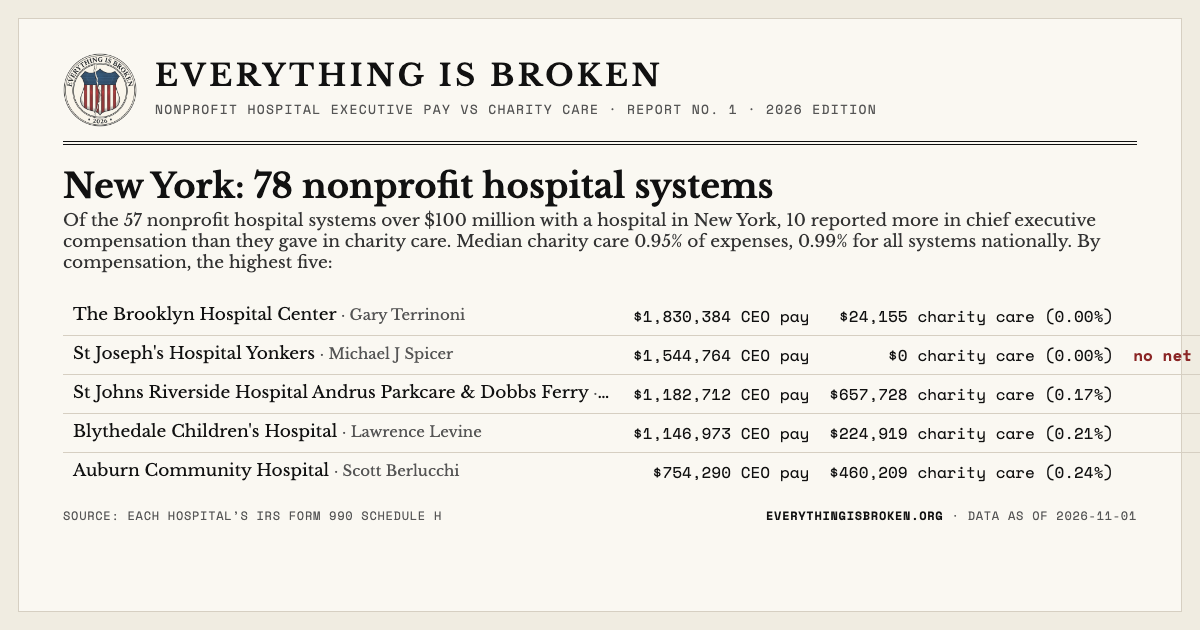 EVERYTHING IS BROKEN
· 2026 ·
EVERYTHING IS BROKEN
NONPROFIT HOSPITAL EXECUTIVE PAY VS CHARITY CARE · REPORT NO. 1 · 2026 EDITION
New York: 78 nonprofit hospital systems
Of the 57 nonprofit hospital systems over $100 million with a hospital in New York, 10 reported more in chief executive
compensation than they gave in charity care. Median charity care 0.95% of expenses, 0.99% for all systems nationally. By
compensation, the highest five:
The Brooklyn Hospital Center · Gary Terrinoni $1,830,384 CEO pay $24,155 charity care (0.00%)
St Joseph's Hospital Yonkers · Michael J Spicer $1,544,764 CEO pay $0 charity care (0.00%) no net
St Johns Riverside Hospital Andrus Parkcare & Dobbs Ferry ·… $1,182,712 CEO pay $657,728 charity care (0.17%)
Blythedale Children's Hospital · Lawrence Levine $1,146,973 CEO pay $224,919 charity care (0.21%)
Auburn Community Hospital · Scott Berlucchi $754,290 CEO pay $460,209 charity care (0.24%)
SOURCE: EACH HOSPITAL’S IRS FORM 990 SCHEDULE H
EVERYTHINGISBROKEN.ORG · DATA AS OF 2026-11-01